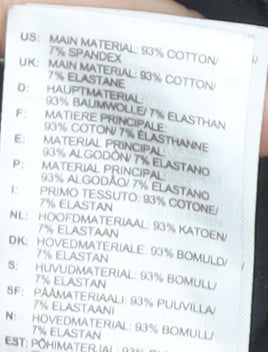 US: MAIN MATERIAL: 93% COTTON/
7% SPANDEX
UK: MAIN MATERIAL: 93% COTTON/
7% ELASTANE
D: HAUPTMATERIAL:
93% BAUMWOLLE/ 7% ELASTHAN
F: MATIERE PRINCIPALE:
93% COTON/ 7% ELASTHANNE
E: MATERIAL PRINCIPAL:
93% ALGODÓN/ 7% ELASTANO
P: MATERIAL PRINCIPAL:
93% ALGODÃO/ 7% ELASTANO
I: PRIMO TESSUTO: 93% COTONE/
7% ELASTAN
NL: HOOFDMATERIAAL: 93% KATOEN/
7% ELASTAAN
DK: HOVEDMATERIALE: 93% BOMULD/
7% ELASTAN
S: HUVUDMATERIAL: 93% BOMULL/
7% ELASTAN
SF: PÄÄMATERIAALI: 93% PUUVILLA/
7% ELASTAANI
N: HOVEDMATERIAL: 93% BOMULL/
7% ELASTAN
EST: PÕHIMATERJAL: 93%